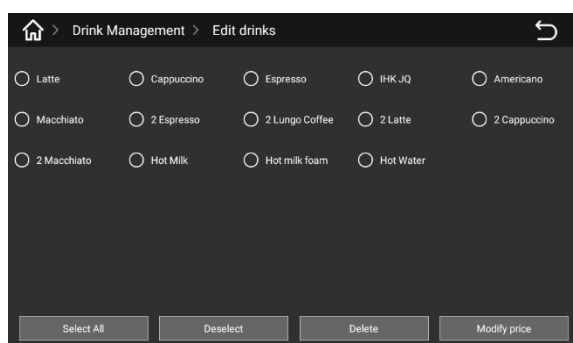 > Drink Management > Edit drinks
Latte Cappuccino Espresso IHK JQ Americano
Macchiato 2 Espresso 2 Lungo Coffee 2 Latte 2 Cappuccino
2 Macchiato Hot Milk Hot milk foam Hot Water
Select All Deselect Delete Modify price